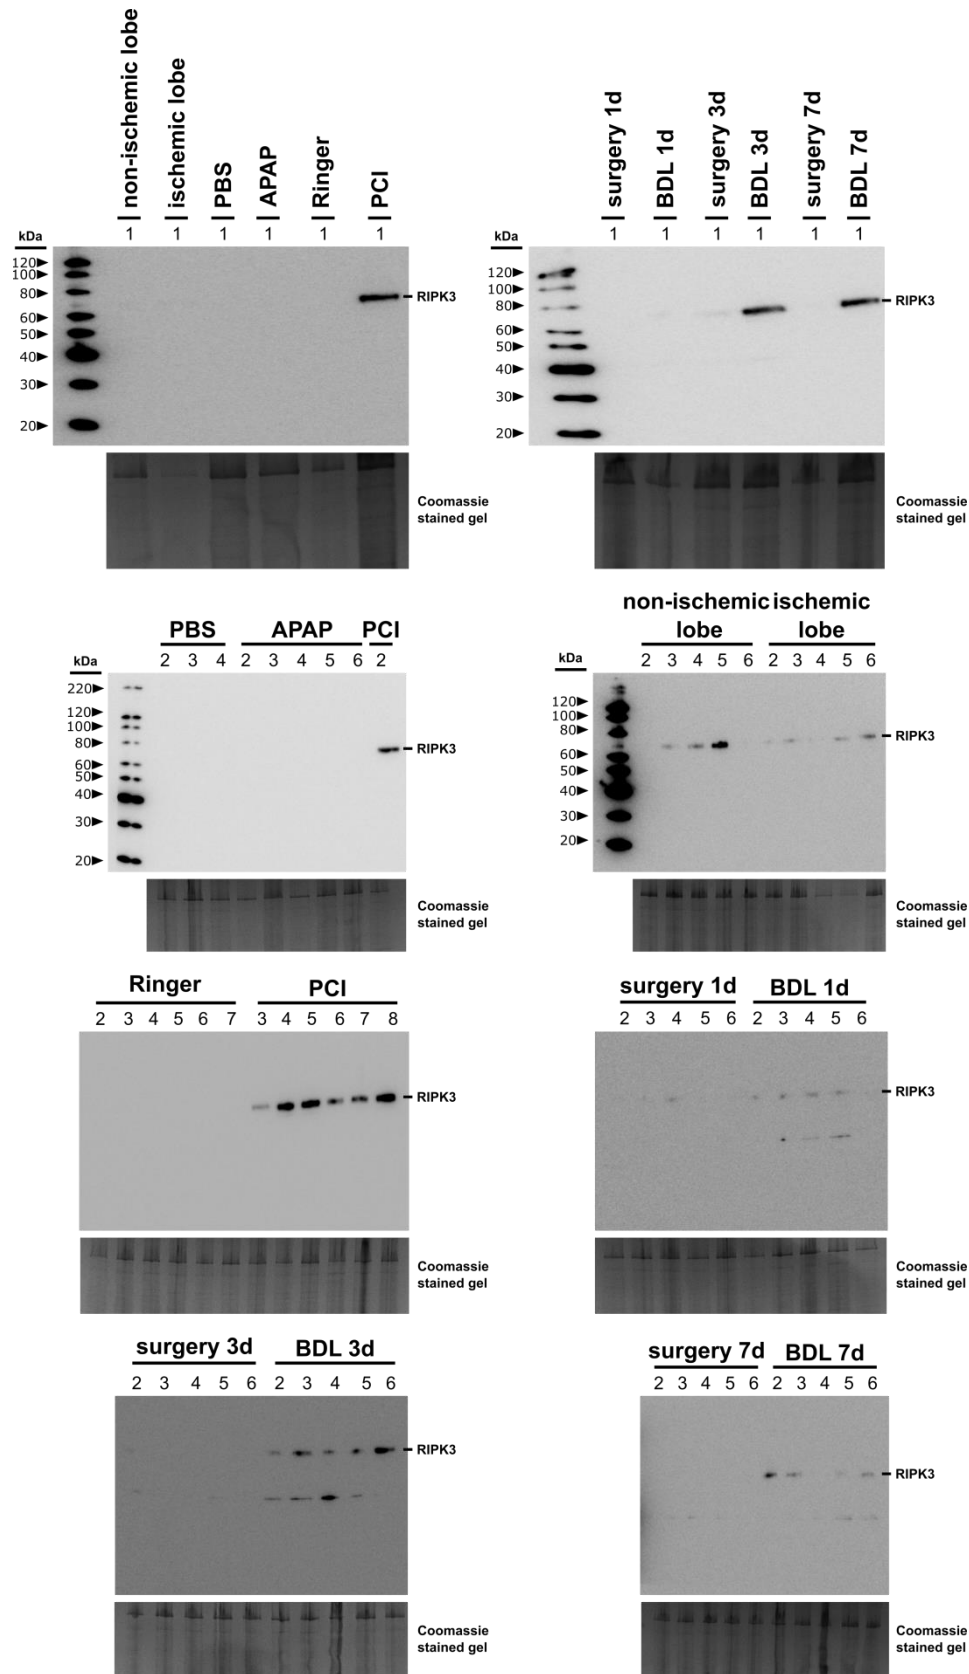 non-ischemic lobe
ischemic lobe
PBS
APAP
Ringer
PCI
1 1 1 1 1 1
kDa
120
100
80
60
50
40
30
20
RIPK3
Coomassie
stained gel
surgery 1d
BDL 1d
surgery 3d
BDL 3d
surgery 7d
BDL 7d
1 1 1 1 1 1
kDa
120
100
80
60
50
40
30
20
RIPK3
Coomassie
stained gel
PBS APAP PCI
2 3 4 2 3 4 5 6 2
kDa
220
120
100
80
60
50
40
30
20
RIPK3
Coomassie
stained gel
non-ischemic ischemic
lobe lobe
2 3 4 5 6 2 3 4 5 6
kDa
120
100
80
60
50
40
30
20
RIPK3
Coomassie
stained gel
Ringer PCI
2 3 4 5 6 7 3 4 5 6 7 8
RIPK3
Coomassie
stained gel
surgery 1d BDL 1d
2 3 4 5 6 2 3 4 5 6
RIPK3
Coomassie
stained gel
surgery 3d BDL 3d
2 3 4 5 6 2 3 4 5 6
RIPK3
Coomassie
stained gel
surgery 7d BDL 7d
2 3 4 5 6 2 3 4 5 6
RIPK3
Coomassie
stained gel